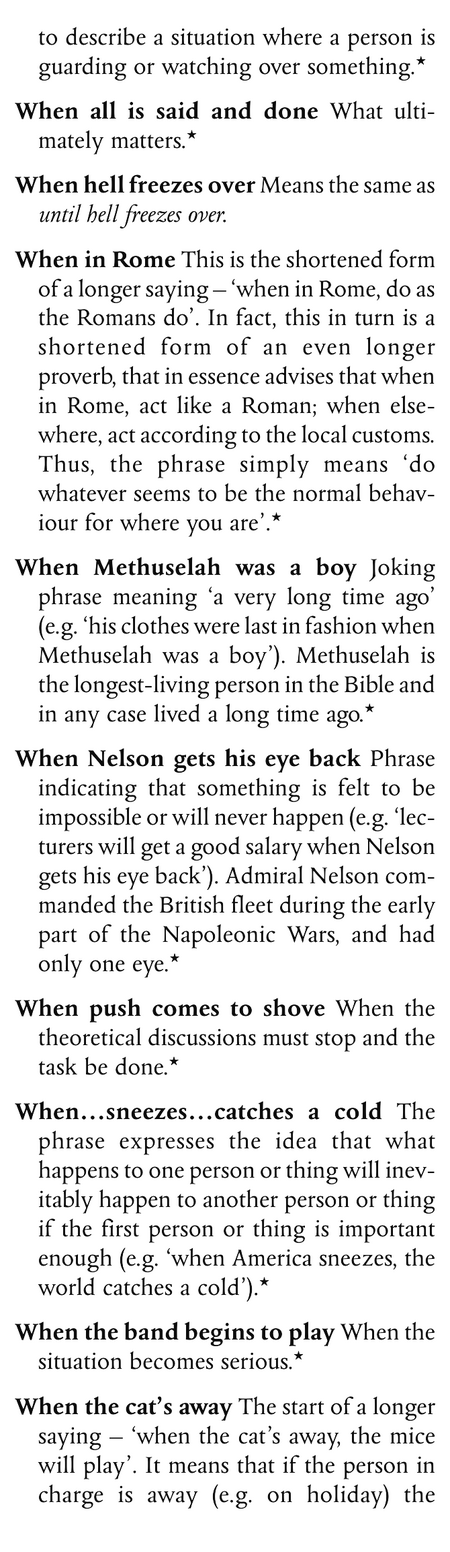 to describe a situation where a person is
guarding or watching over something.★
When all is said and done What ulti-
mately matters.★
When hell freezes over Means the same as
until hell freezes over.
When in Rome This is the shortened form
of a longer saying – ‘when in Rome, do as
the Romans do’. In fact, this in turn is a
shortened form of an even longer
proverb, that in essence advises that when
in Rome, act like a Roman; when else-
where, act according to the local customs.
Thus, the phrase simply means ‘do
whatever seems to be the normal behav-
iour for where you are’.★
When Methuselah was a boy Joking
phrase meaning ‘a very long time ago’
(e.g. ‘his clothes were last in fashion when
Methuselah was a boy’). Methuselah is
the longest-living person in the Bible and
in any case lived a long time ago.★
When Nelson gets his eye back Phrase
indicating that something is felt to be
impossible or will never happen (e.g. ‘lec-
turers will get a good salary when Nelson
gets his eye back’). Admiral Nelson com-
manded the British fleet during the early
part of the Napoleonic Wars, and had
only one eye.★
When push comes to shove When the
theoretical discussions must stop and the
task be done.★
When…sneezes…catches a cold The
phrase expresses the idea that what
happens to one person or thing will inev-
itably happen to another person or thing
if the first person or thing is important
enough (e.g. ‘when America sneezes, the
world catches a cold’).★
When the band begins to play When the
situation becomes serious.★
When the cat’s away The start of a longer
saying – ‘when the cat’s away, the mice
will play’. It means that if the person in
charge is away (e.g. on holiday) the